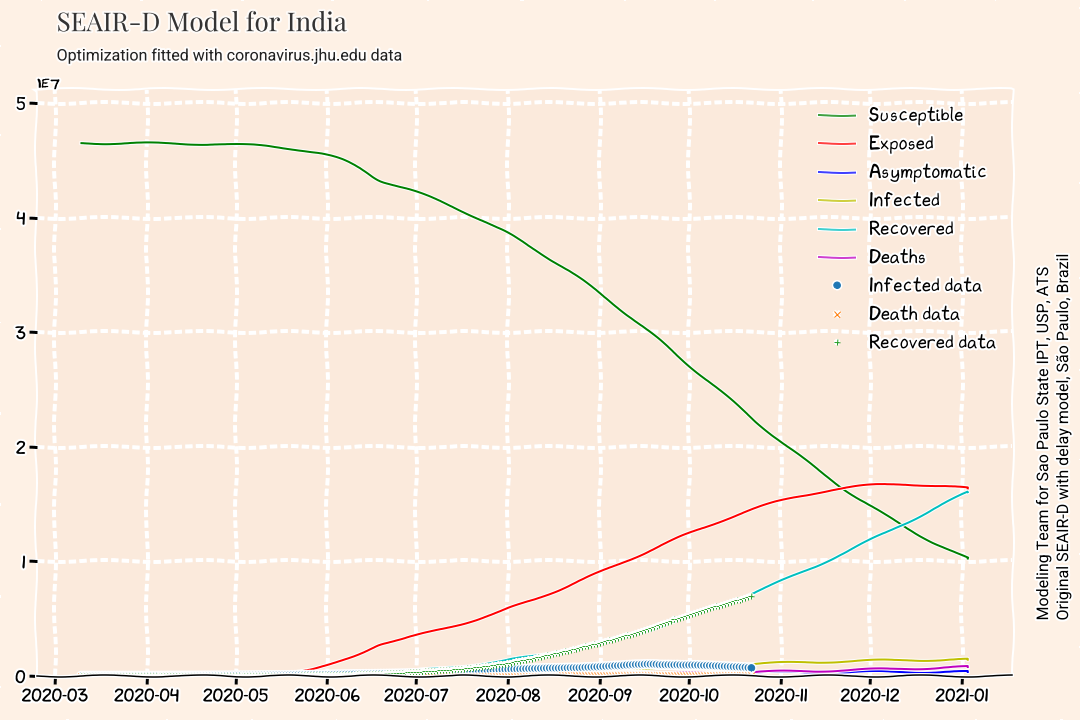 SEAIR-D Model for India
Optimization fitted with coronavirus.jhu.edu data
1E7
5
4
3
2
1
0
Susceptible
Exposed
Asymptomatic
Infected
Recovered
Deaths
Infected data
Death data
Recovered data
2020-03 2020-04 2020-05 2020-06 2020-07 2020-08 2020-09 2020-10 2020-11 2020-12 2021-01
Modeling Team for Sao Paulo State IPT, USP, ATS
Original SEAIR-D with delay model, São Paulo, Brazil